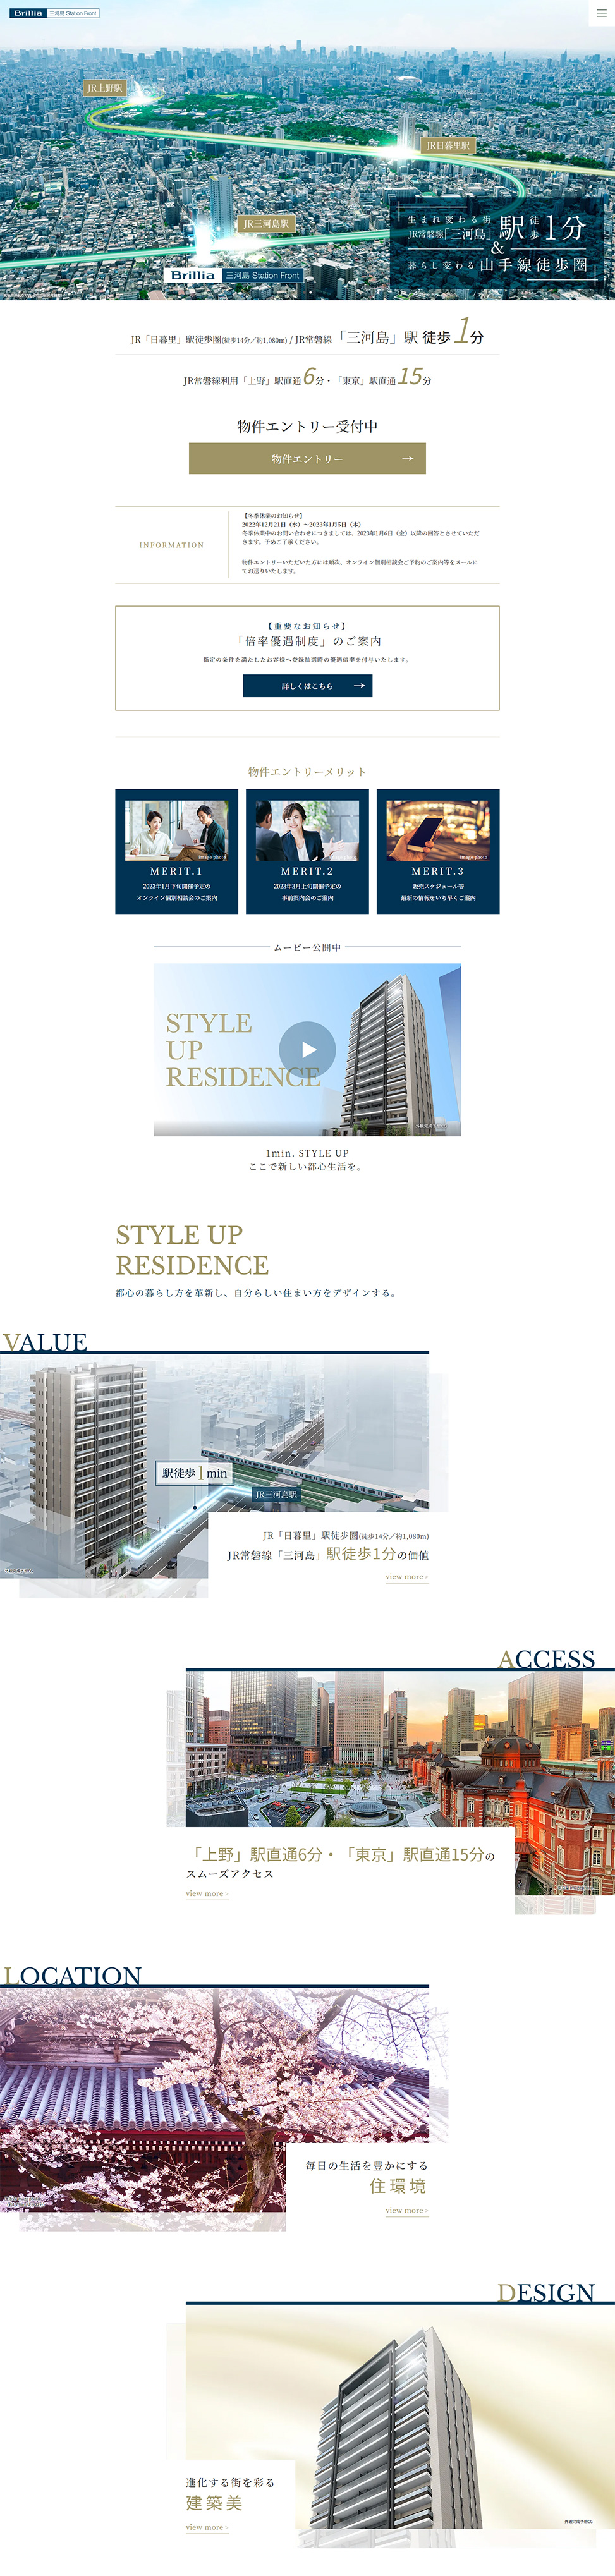 Brillia 三河島 Station Front
JR上野駅
JR日暮里駅
JR三河島駅
Brillia 三河島 Station Front
生まれ変わる街
JR常磐線「三河島」駅徒歩1分
&
暮らし変わる山手線徒歩圏
JR「日暮里」駅徒歩圏(徒歩14分／約1,080m) / JR常磐線「三河島」駅 徒歩1分
JR常磐線利用「上野」駅直通6分・「東京」駅直通15分
物件エントリー受付中
物件エントリー
INFORMATION
【冬季休業のお知らせ】
2022年12月21日（水）～2023年1月5日（木）
冬季休業中のお問い合わせにつきましては、2023年1月6日（金）以降の回答とさせていただ
きます。予めご了承ください。
物件エントリーいただいた方には順次、オンライン個別相談会ご予約のご案内等をメールに
てお送りいたします。
【重要なお知らせ】
「倍率優遇制度」のご案内
指定の条件を満たしたお客様へ登録抽選時の優遇倍率を付与いたします。
詳しくはこちら
物件エントリーメリット
image photo
MERIT.1
2023年1月下旬開催予定の
オンライン個別相談会のご案内
MERIT.2
2023年3月上旬開催予定の
事前案内会のご案内
image photo
MERIT.3
販売スケジュール等
最新の情報をいち早くご案内
ムービー公開中
STYLE
UP
RESIDENCE
外観完成予想CG
1min. STYLE UP
ここで新しい都心生活を。
STYLE UP
RESIDENCE
都心の暮らし方を革新し、自分らしい住まい方をデザインする。
VALUE
駅徒歩1min
JR三河島駅
外観完成予想CG
JR「日暮里」駅徒歩圏(徒歩14分／約1,080m)
JR常磐線「三河島」駅徒歩1分の価値
view more >
ACCESS
「上野」駅直通6分・「東京」駅直通15分の
スムーズアクセス
view more >
LOCATION
毎日の生活を豊かにする
住環境
view more >
DESIGN
進化する街を彩る
建築美
view more >
外観完成予想CG